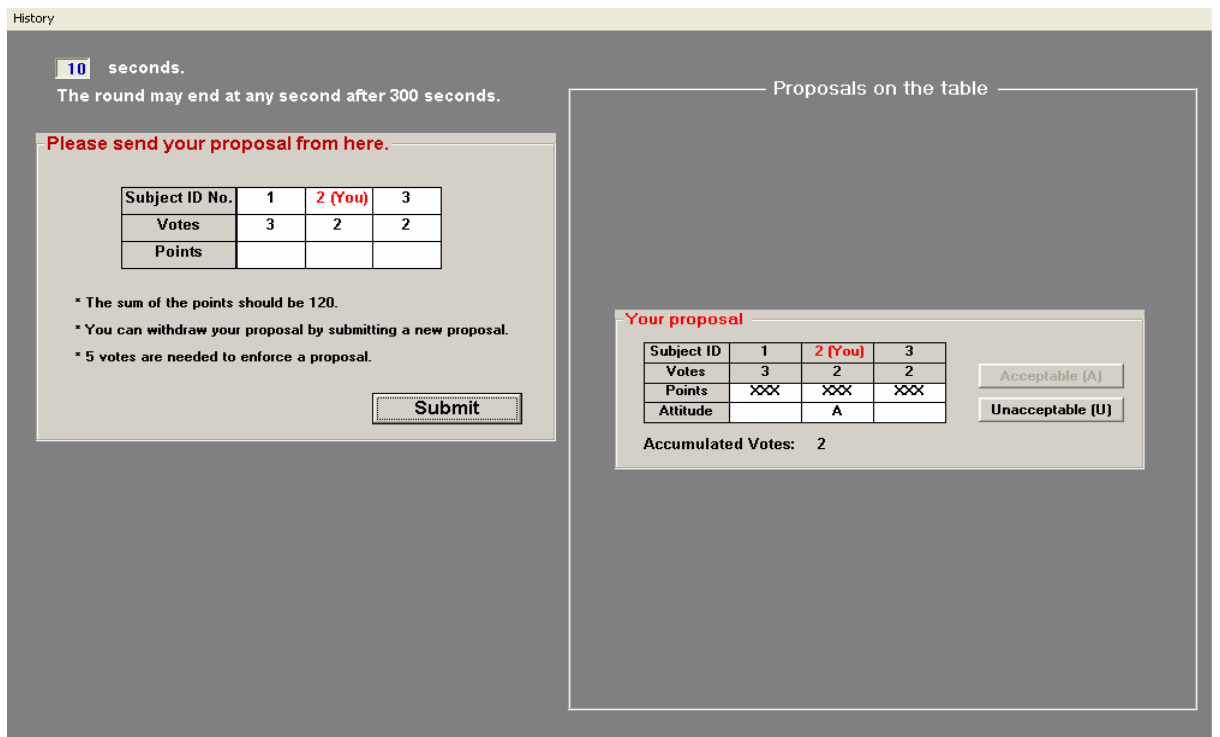 History
10 seconds.
The round may end at any second after 300 seconds.
Please send your proposal from here.
Subject ID No. 1 2 (You) 3
Votes 3 2 2
Points
* The sum of the points should be 120.
* You can withdraw your proposal by submitting a new proposal.
* 5 votes are needed to enforce a proposal.
Submit
Proposals on the table
Your proposal
Subject ID 1 2 (You) 3
Votes 3 2 2
Points XXX XXX XXX
Attitude A
Accumulated Votes: 2
Acceptable (A)
Unacceptable (U)